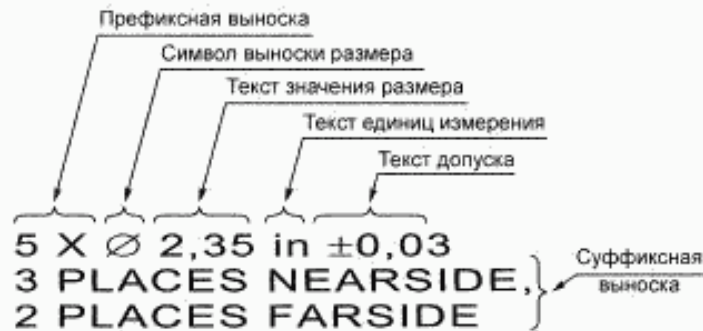 Префиксная выноска
Символ выноски размера
Текст значения размера
Текст единиц измерения
Текст допуска
5 X ∅ 2,35 in ±0,03
3 PLACES NEARSIDE,
2 PLACES FARSIDE
Суффиксная
выноска